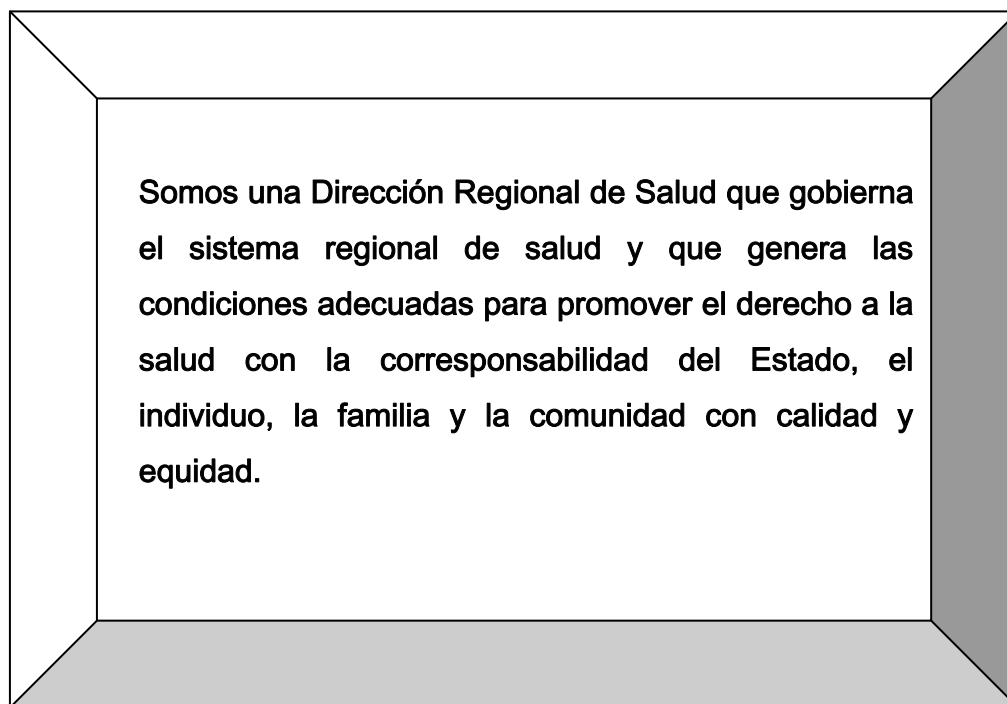 Somos una Dirección Regional de Salud que gobierna
el sistema regional de salud y que genera las
condiciones adecuadas para promover el derecho a la
salud con la corresponsabilidad del Estado, el
individuo, la familia y la comunidad con calidad y
equidad.